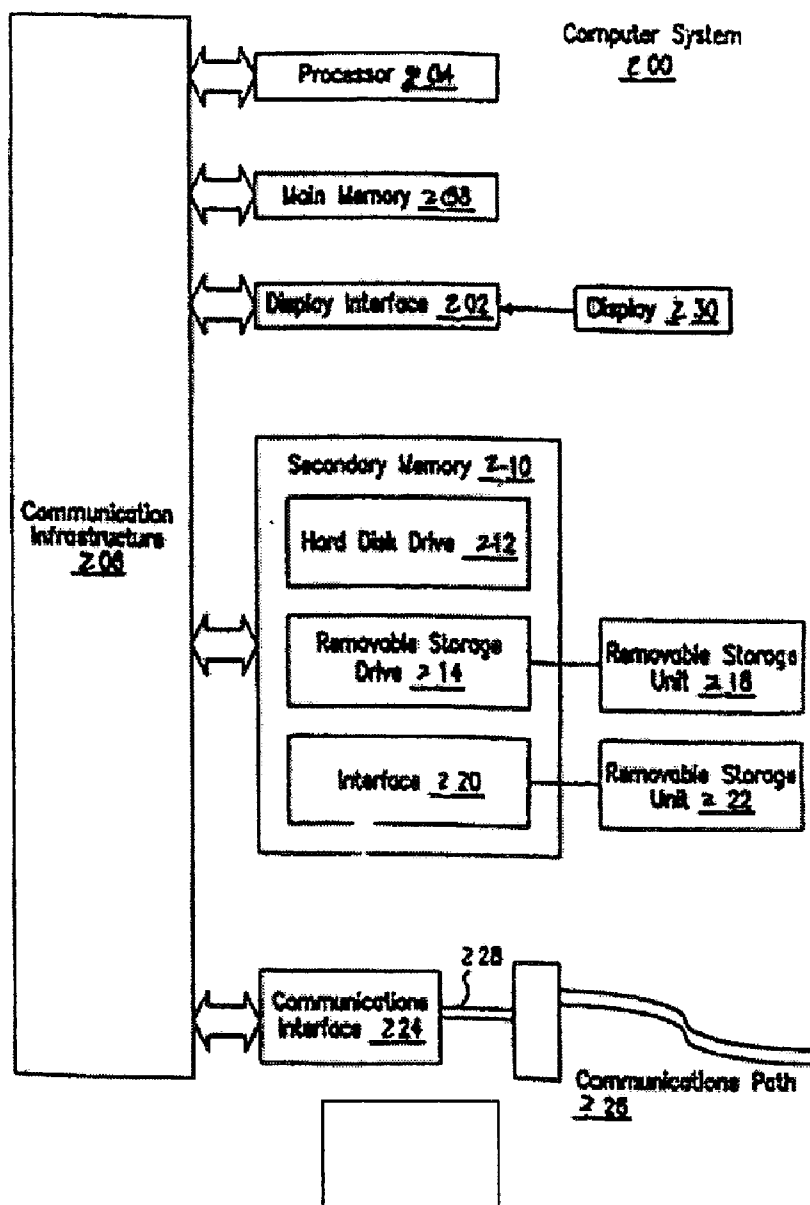 Computer System
200
Processor 204
Main Memory 208
Display Interface 202
Display 230
Secondary Memory 210
Communication
Infrastructure
206
Hard Disk Drive 212
Removable Storage
Drive 214
Removable Storage
Unit 218
Interface 220
Removable Storage
Unit 222
228
Communications
Interface 224
Communications Path
226